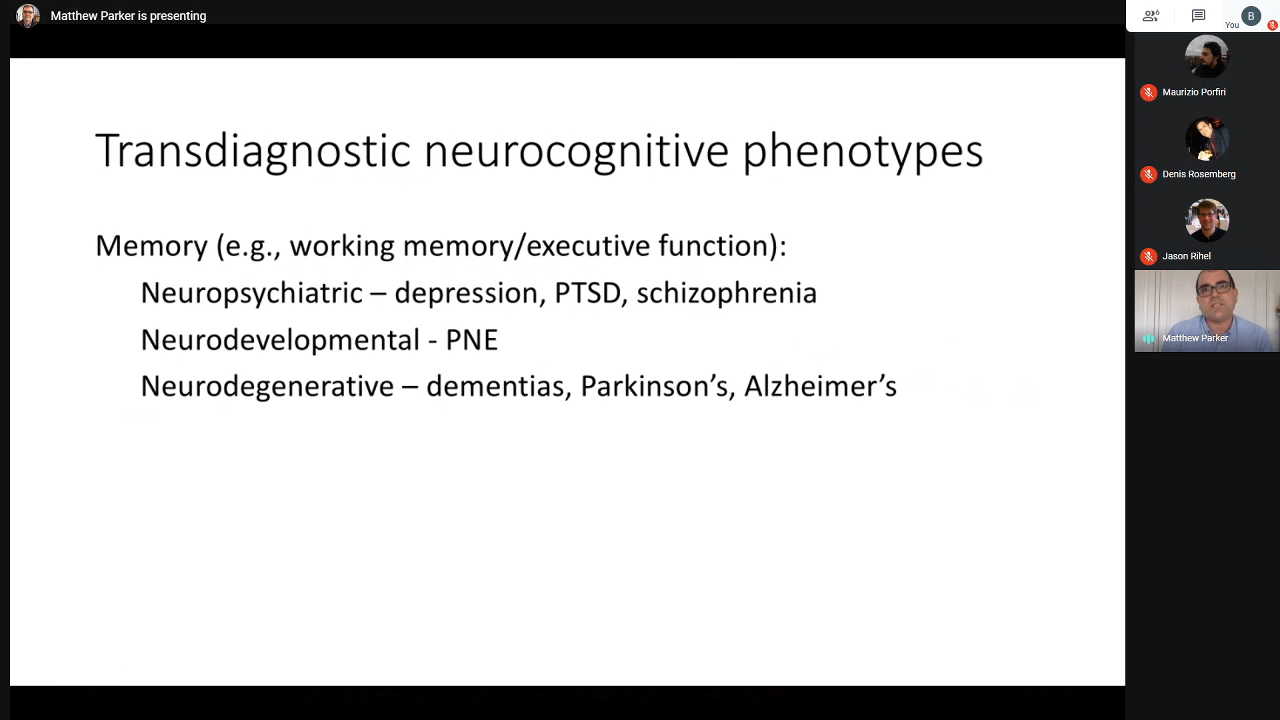 Matthew Parker is presenting
6
You
B
Transdiagnostic neurocognitive phenotypes
Memory (e.g., working memory/executive function):
Neuropsychiatric – depression, PTSD, schizophrenia
Neurodevelopmental - PNE
Neurodegenerative – dementias, Parkinson’s, Alzheimer’s
Maurizio Porfiri
Denis Rosemberg
Jason Rihel
Matthew Parker